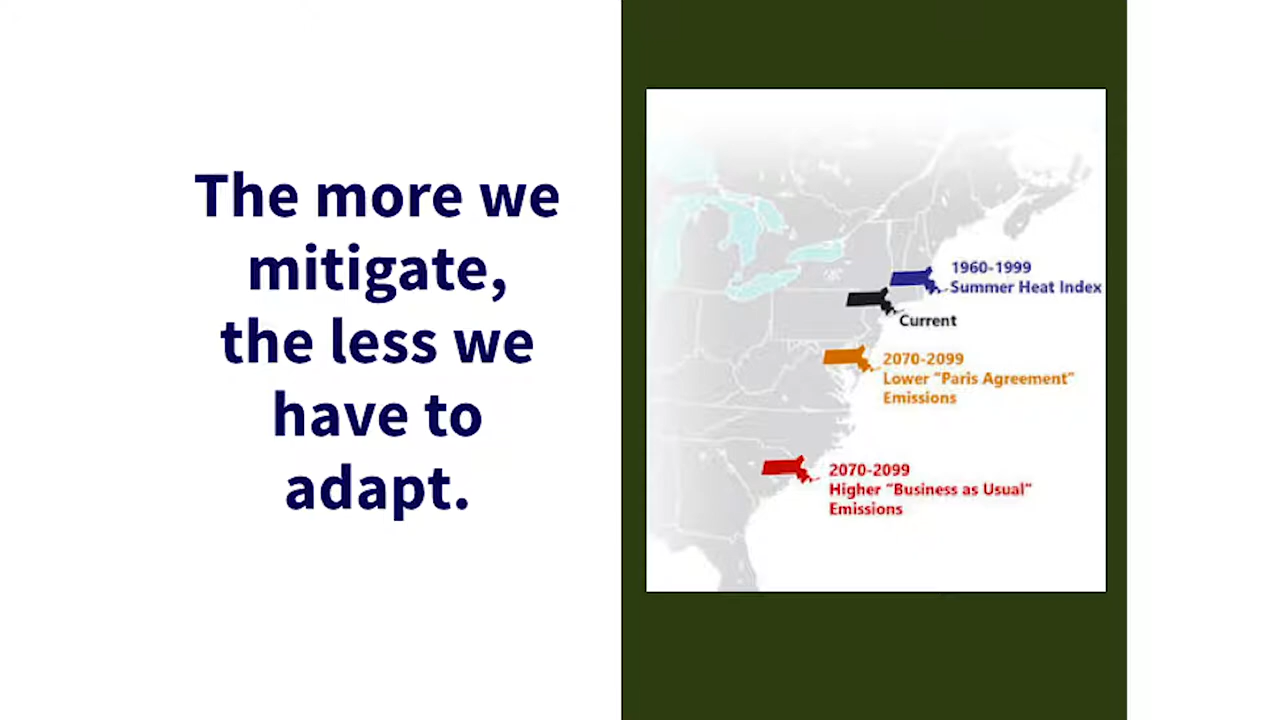 The more we
mitigate,
the less we
have to
adapt.
1960-1999
Summer Heat Index
Current
2070-2099
Lower “Paris Agreement”
Emissions
2070-2099
Higher “Business as Usual”
Emissions